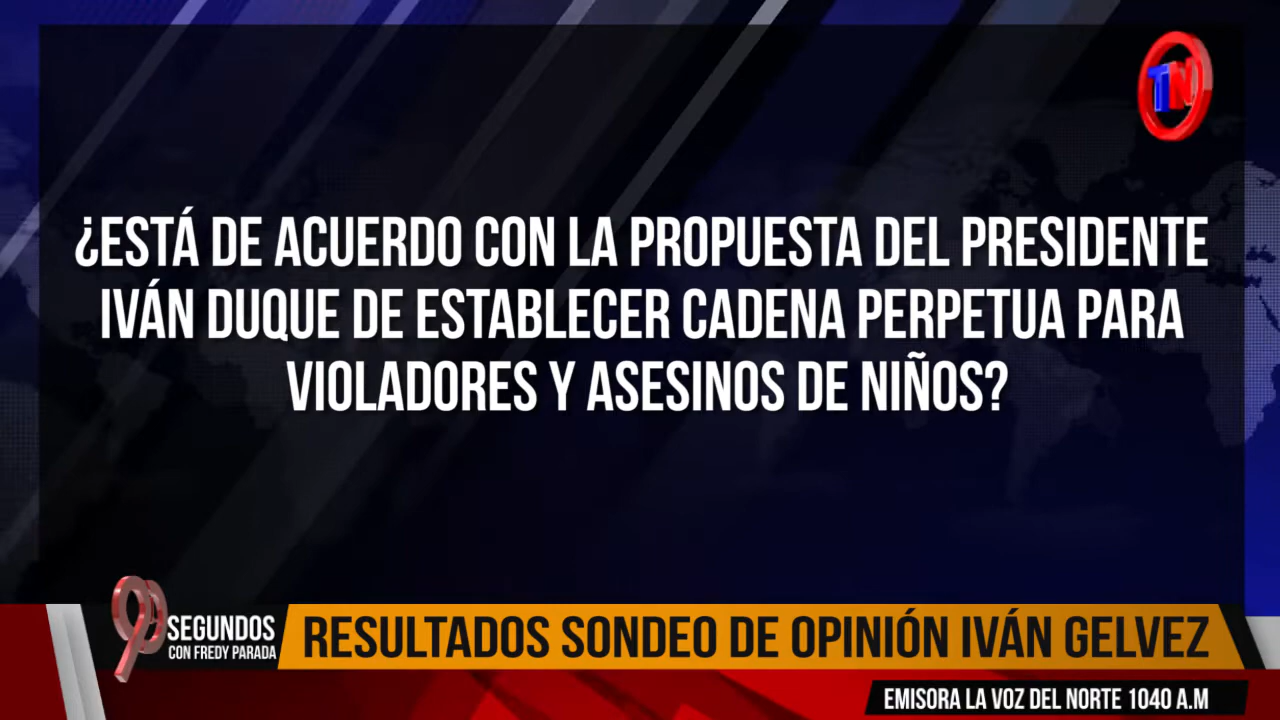 TN
¿ESTÁ DE ACUERDO CON LA PROPUESTA DEL PRESIDENTE
IVÁN DUQUE DE ESTABLECER CADENA PERPETUA PARA
VIOLADORES Y ASESINOS DE NIÑOS?
99 SEGUNDOS
CON FREDY PARADA
RESULTADOS SONDEO DE OPINIÓN IVÁN GELVEZ
EMISORA LA VOZ DEL NORTE 1040 A.M